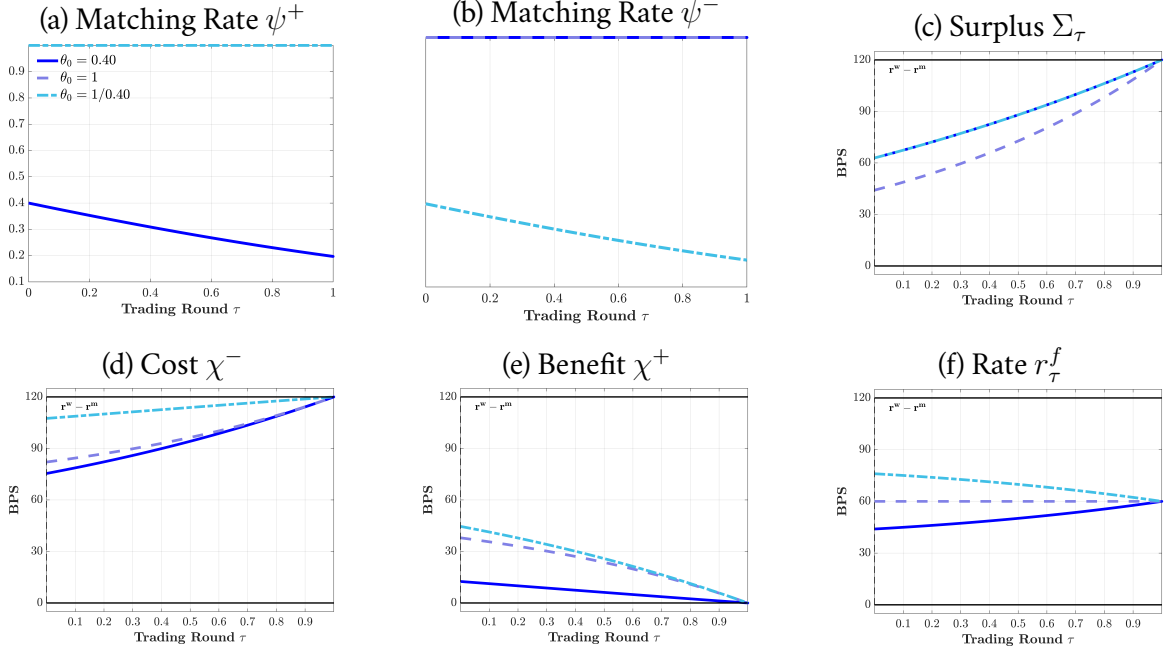 (a) Matching Rate ψ⁺
0.9
0.8
0.7
0.6
0.5
0.4
0.3
0.2
0.1
θ₀ = 0.40
θ₀ = 1
θ₀ = 1/0.40
0 0.2 0.4 0.6 0.8 1
Trading Round τ
(b) Matching Rate ψ⁻
0 0.2 0.4 0.6 0.8 1
Trading Round τ
(c) Surplus Σ_τ
BPS
120
90
60
30
0
rʷ − rᵐ
0.1 0.2 0.3 0.4 0.5 0.6 0.7 0.8 0.9
Trading Round τ
(d) Cost χ⁻
BPS
120
90
60
30
0
rʷ − rᵐ
0.1 0.2 0.3 0.4 0.5 0.6 0.7 0.8 0.9
Trading Round τ
(e) Benefit χ⁺
BPS
120
90
60
30
0
rʷ − rᵐ
0.1 0.2 0.3 0.4 0.5 0.6 0.7 0.8 0.9
Trading Round τ
(f) Rate r_τ^f
BPS
120
90
60
30
0
rʷ − rᵐ
0.1 0.2 0.3 0.4 0.5 0.6 0.7 0.8 0.9
Trading Round τ